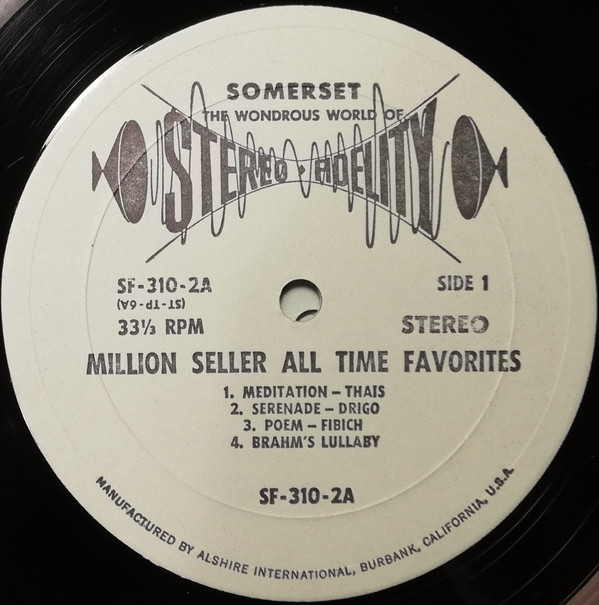 SOMERSET
THE WONDROUS WORLD OF
STEREO · FIDELITY
SF-310-2A
SIDE 1
(ST-TP-6A)
33⅓ RPM
STEREO
MILLION SELLER ALL TIME FAVORITES
1. MEDITATION – THAIS
2. SERENADE – DRIGO
3. POEM – FIBICH
4. BRAHM'S LULLABY
SF-310-2A
MANUFACTURED BY ALSHIRE INTERNATIONAL, BURBANK, CALIFORNIA, U.S.A.